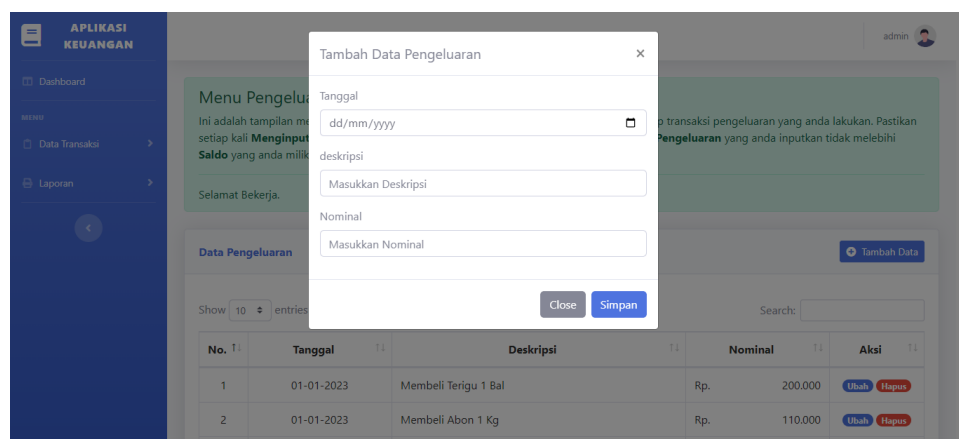 APLIKASI
KEUANGAN
admin
Dashboard
MENU
Data Transaksi
Laporan
Tambah Data Pengeluaran ×
Tanggal
dd/mm/yyyy
deskripsi
Masukkan Deskripsi
Nominal
Masukkan Nominal
Close Simpan
Menu
Ini adalah tampilan transaksi pengeluaran yang anda lakukan. Pastikan
setiap kali Pengeluaran yang anda inputkan tidak melebihi
Saldo yang anda
Selamat Bekerja.
Data Pengeluaran Tambah Data
Show 10 entries Search:
No. Tanggal Deskripsi Nominal Aksi
1 01-01-2023 Membeli Terigu 1 Bal Rp. 200.000 Ubah Hapus
2 01-01-2023 Membeli Abon 1 Kg Rp. 110.000 Ubah Hapus